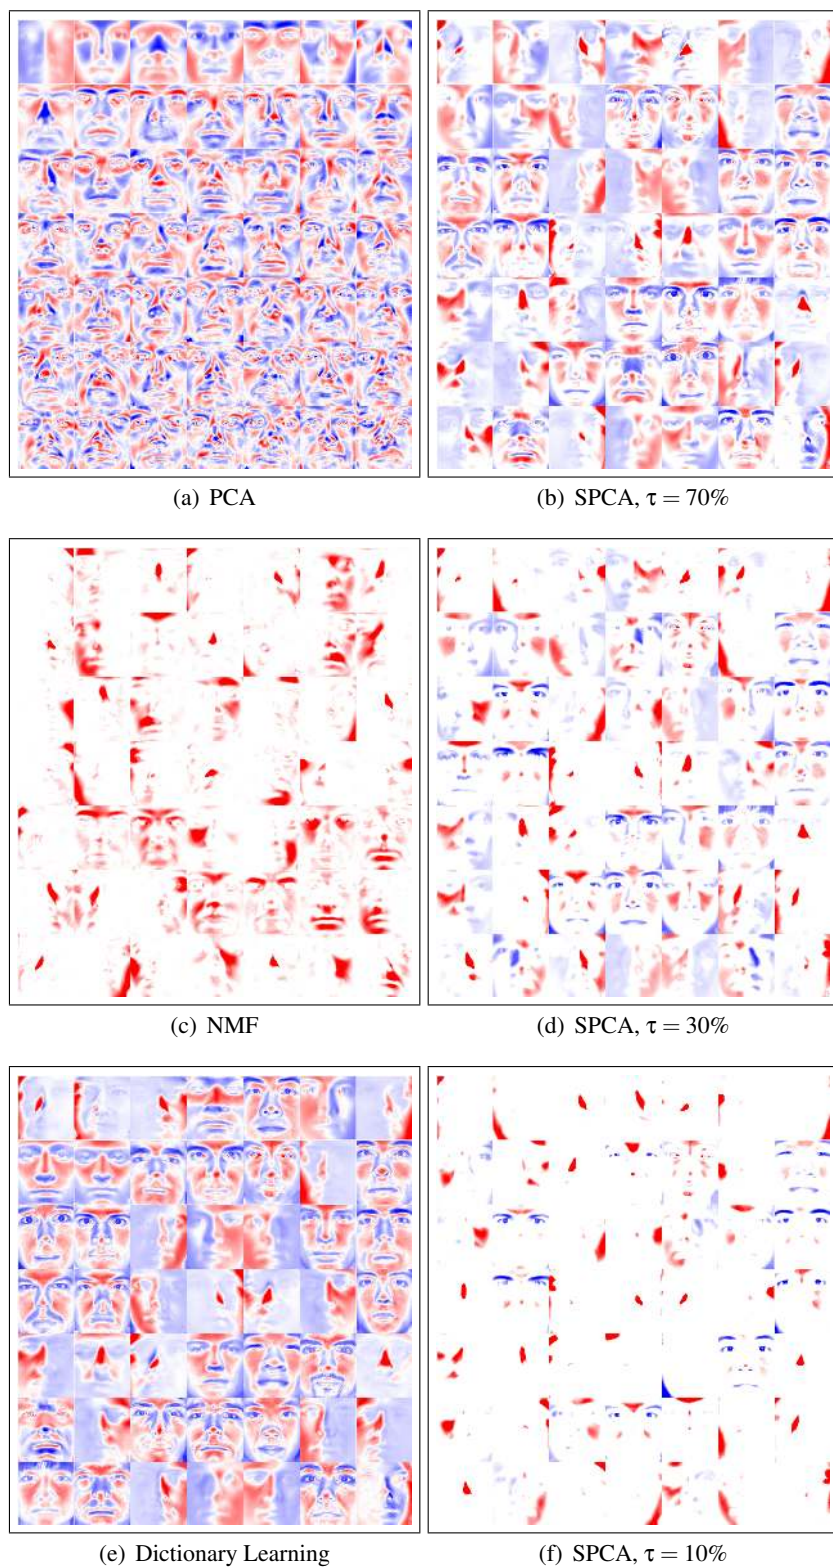 (a) PCA
(b) SPCA, τ = 70%
(c) NMF
(d) SPCA, τ = 30%
(e) Dictionary Learning
(f) SPCA, τ = 10%